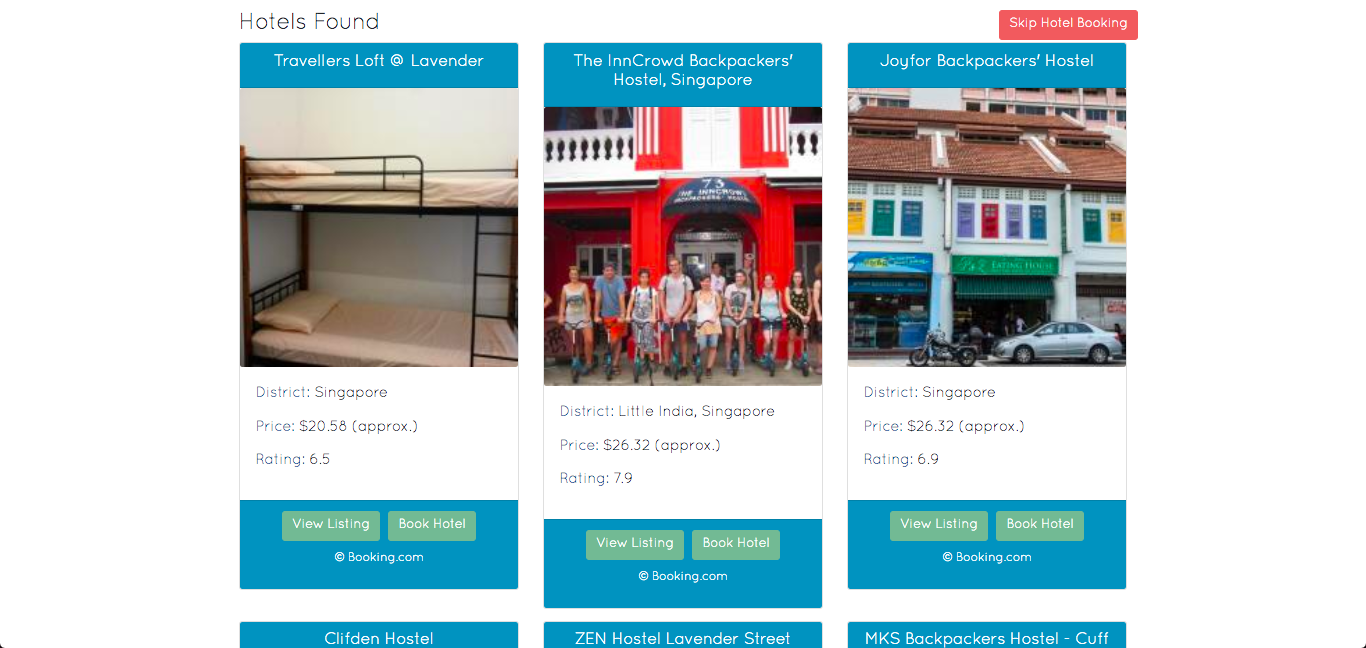 Hotels Found
Skip Hotel Booking
Travellers Loft @ Lavender
District: Singapore
Price: $20.58 (approx.)
Rating: 6.5
View Listing
Book Hotel
© Booking.com
The InnCrowd Backpackers'
Hostel, Singapore
73
THE INNCROWD
BACKPACKERS' HOSTEL
District: Little India, Singapore
Price: $26.32 (approx.)
Rating: 7.9
View Listing
Book Hotel
© Booking.com
Joyfor Backpackers' Hostel
EATING HOUSE
District: Singapore
Price: $26.32 (approx.)
Rating: 6.9
View Listing
Book Hotel
© Booking.com
Clifden Hostel
ZEN Hostel Lavender Street
MKS Backpackers Hostel - Cuff